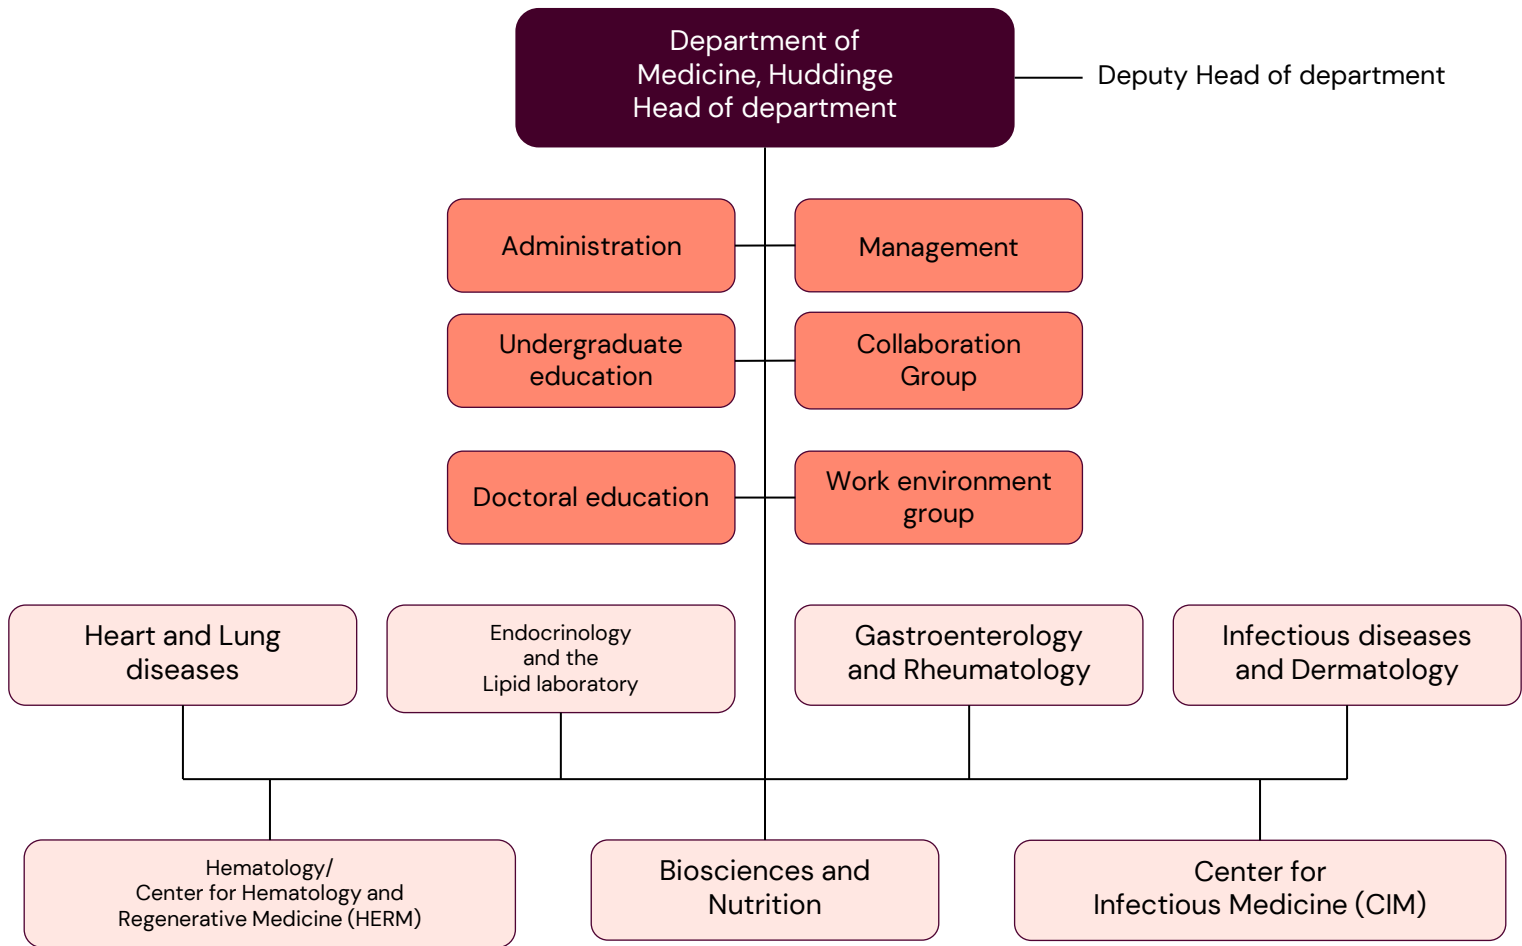 Department of
Medicine, Huddinge
Head of department
Deputy Head of department
Administration
Management
Undergraduate
education
Collaboration
Group
Doctoral education
Work environment
group
Heart and Lung
diseases
Endocrinology
and the
Lipid laboratory
Gastroenterology
and Rheumatology
Infectious diseases
and Dermatology
Hematology/
Center for Hematology and
Regenerative Medicine (HERM)
Biosciences and
Nutrition
Center for
Infectious Medicine (CIM)